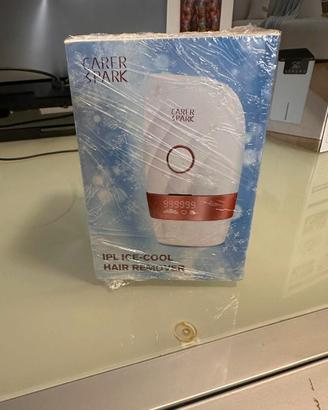 CARER
SPARK
CARER
SPARK
999999
IPL ICE-COOL
HAIR REMOVER